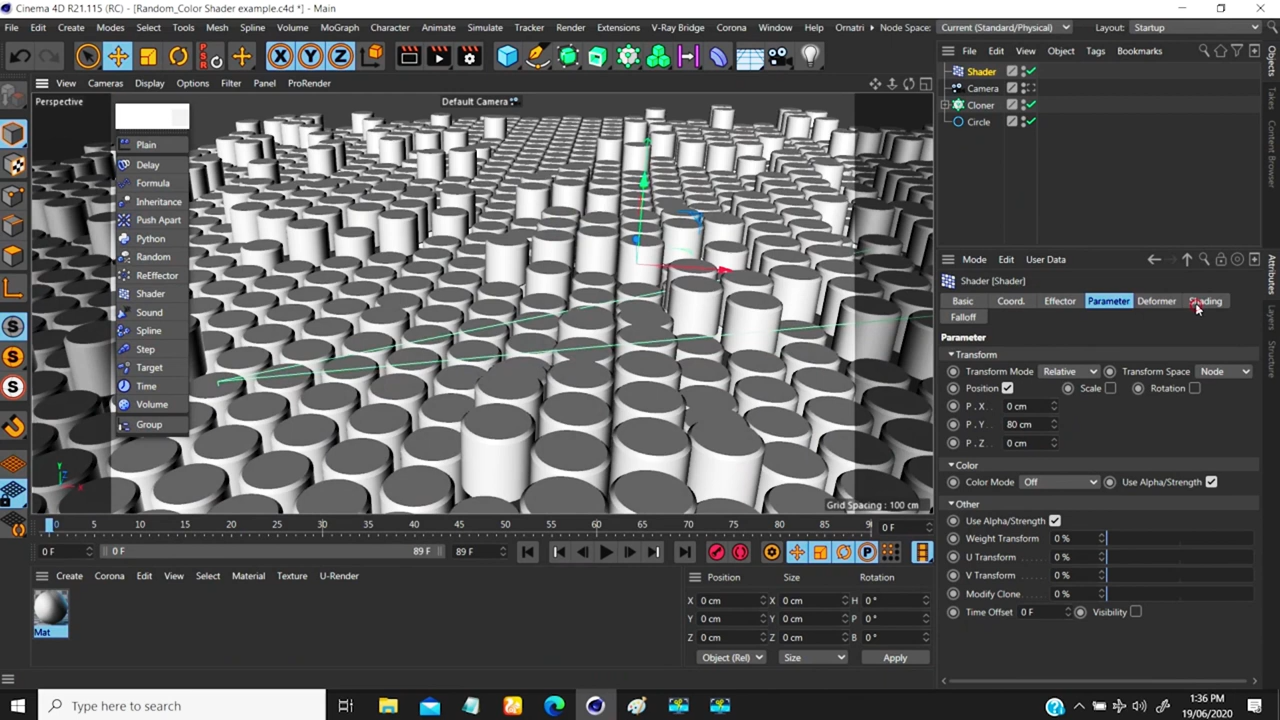 Cinema 4D R21.115 (RC) - [Random_Color Shader example.c4d *] - Main
File Edit Create Modes Select Tools Mesh Spline Volume MoGraph Character Animate Simulate Tracker Render Extensions V-Ray Bridge Corona Window Help Ornatri Node Space: Current (Standard/Physical) Layout: Startup
X Y Z
File Edit View Object Tags Bookmarks
View Cameras Display Options Filter Panel ProRender
Perspective
Default Camera
Shader
Camera
Cloner
Circle
Plain
Delay
Formula
Inheritance
Push Apart
Python
Random
ReEffector
Shader
Sound
Spline
Step
Target
Time
Volume
Group
Grid Spacing : 100 cm
Objects
Takes
Content Browser
Attributes
Layers
Structure
Mode Edit User Data
Shader [Shader]
Basic Coord. Effector Parameter Deformer Shading
Falloff
Parameter
Transform
Transform Mode Relative Transform Space Node
Position Scale Rotation
P . X 0 cm
P . Y 80 cm
P . Z 0 cm
Color
Color Mode Off Use Alpha/Strength
Other
Use Alpha/Strength
Weight Transform 0 %
U Transform 0 %
V Transform 0 %
Modify Clone 0 %
Time Offset 0 F Visibility
0 5 10 15 20 25 30 35 40 45 50 55 60 65 70 75 80 85 90 0 F
0 F 0 F 89 F 89 F
Create Corona Edit View Select Material Texture U-Render
Mat
Position Size Rotation
X 0 cm X 0 cm H 0 °
Y 0 cm Y 0 cm P 0 °
Z 0 cm Z 0 cm B 0 °
Object (Rel) Size Apply
Type here to search
1:36 PM
19/06/2020